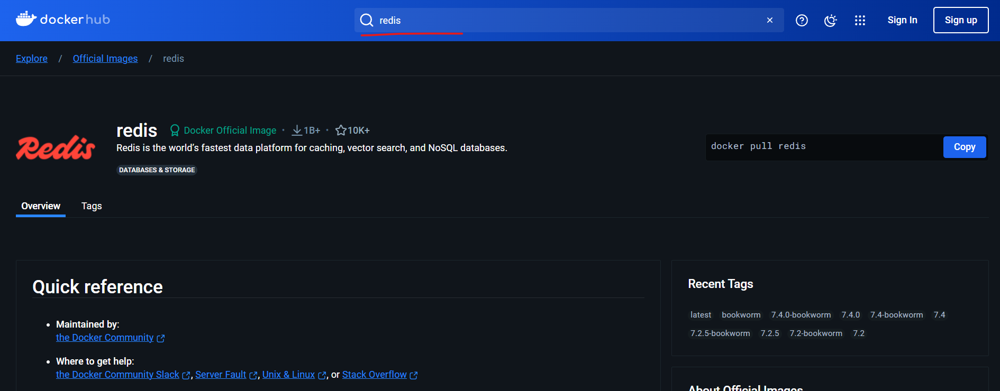 docker hub
redis
Sign In
Sign up
Explore / Official Images / redis
Redis
redis
Docker Official Image · 1B+ · 10K+
Redis is the world’s fastest data platform for caching, vector search, and NoSQL databases.
DATABASES & STORAGE
docker pull redis
Copy
Overview
Tags
Quick reference
• Maintained by:
the Docker Community
• Where to get help:
the Docker Community Slack, Server Fault, Unix & Linux, or Stack Overflow
Recent Tags
latest bookworm 7.4.0-bookworm 7.4.0 7.4-bookworm 7.4
7.2.5-bookworm 7.2.5 7.2-bookworm 7.2
About Official Images